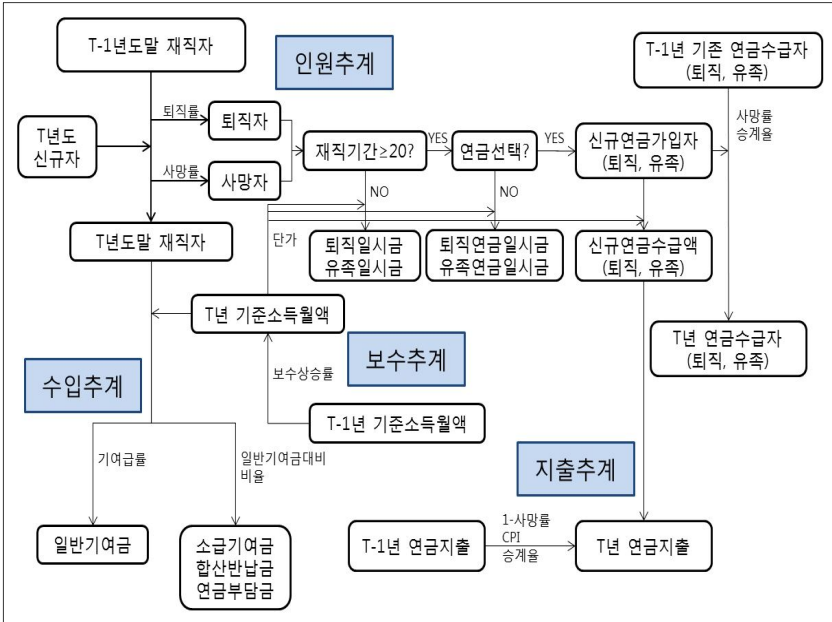 T-1년도말 재직자
인원추계
T-1년 기존 연금수급자
(퇴직, 유족)
퇴직률
퇴직자
사망률
승계율
T년도
신규자
재직기간≥20?
YES
연금선택?
YES
신규연금가입자
(퇴직, 유족)
사망률
사망자
NO
NO
T년도말 재직자
단가
퇴직일시금
유족일시금
퇴직연금일시금
유족연금일시금
신규연금수급액
(퇴직, 유족)
T년 기준소득월액
T년 연금수급자
(퇴직, 유족)
보수추계
수입추계
보수상승률
T-1년 기준소득월액
기여급률
일반기여금대비
비율
지출추계
일반기여금
소급기여금
합산반납금
연금부담금
T-1년 연금지출
1-사망률
CPI
승계율
T년 연금지출